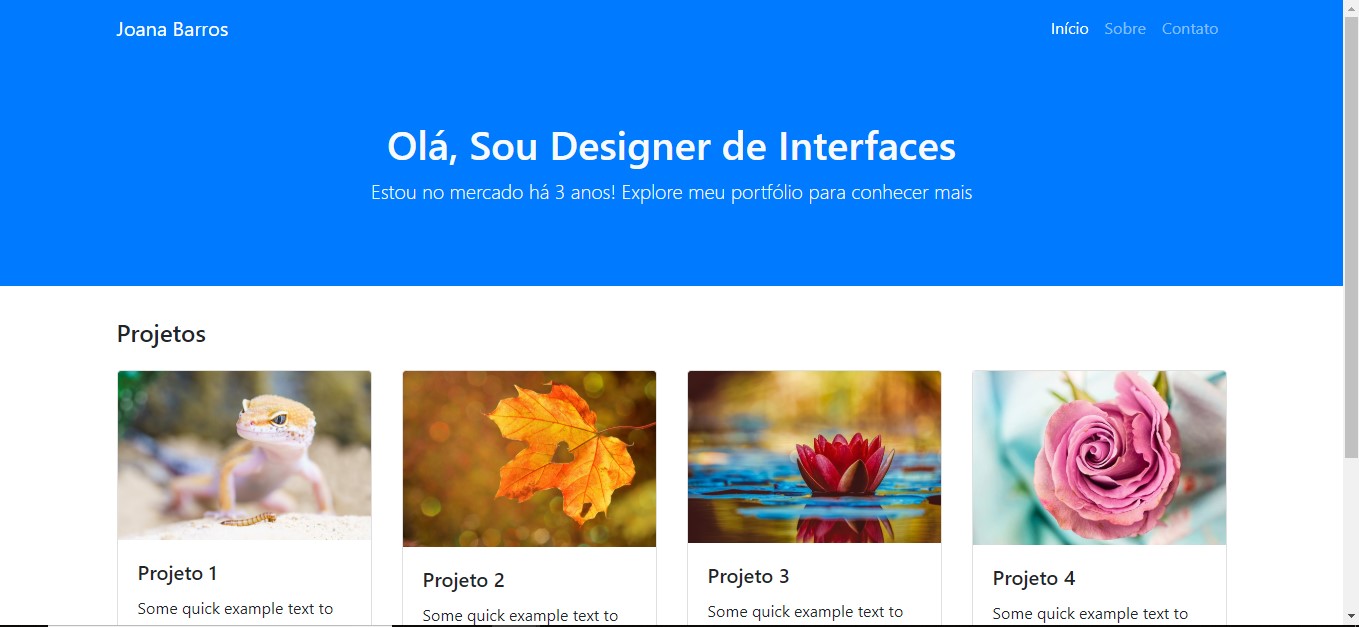 Joana Barros
Início Sobre Contato
Olá, Sou Designer de Interfaces
Estou no mercado há 3 anos! Explore meu portfólio para conhecer mais
Projetos
Projeto 1
Some quick example text to
Projeto 2
Some quick example text to
Projeto 3
Some quick example text to
Projeto 4
Some quick example text to